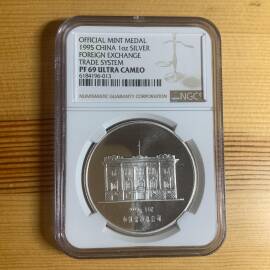 OFFICIAL MINT MEDAL
1995 CHINA 1oz SILVER
FOREIGN EXCHANGE
TRADE SYSTEM
PF 69 ULTRA CAMEO
6184196-013
NUMISMATIC GUARANTY CORPORATION
NGC